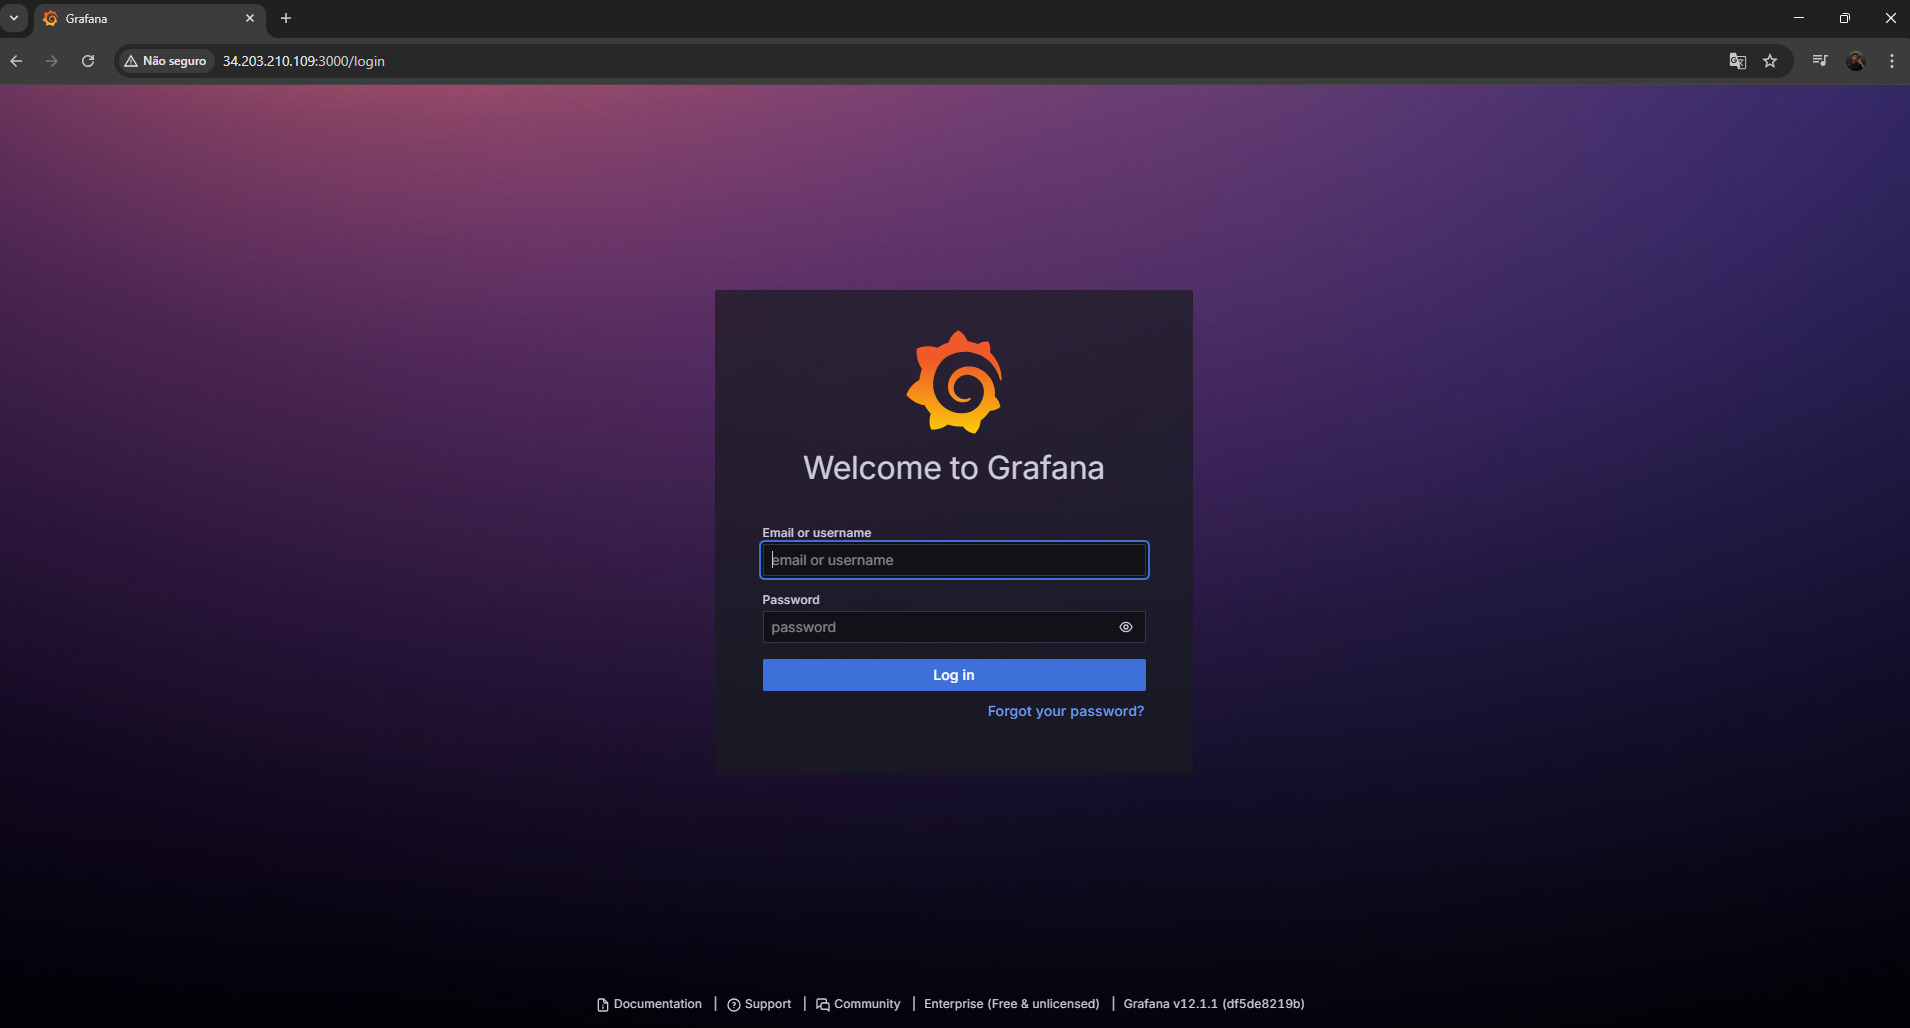 Grafana
Não seguro
34.203.210.109:3000/login
Welcome to Grafana
Email or username
email or username
Password
password
Log in
Forgot your password?
Documentation | Support | Community | Enterprise (Free & unlicensed) | Grafana v12.1.1 (df5de8219b)